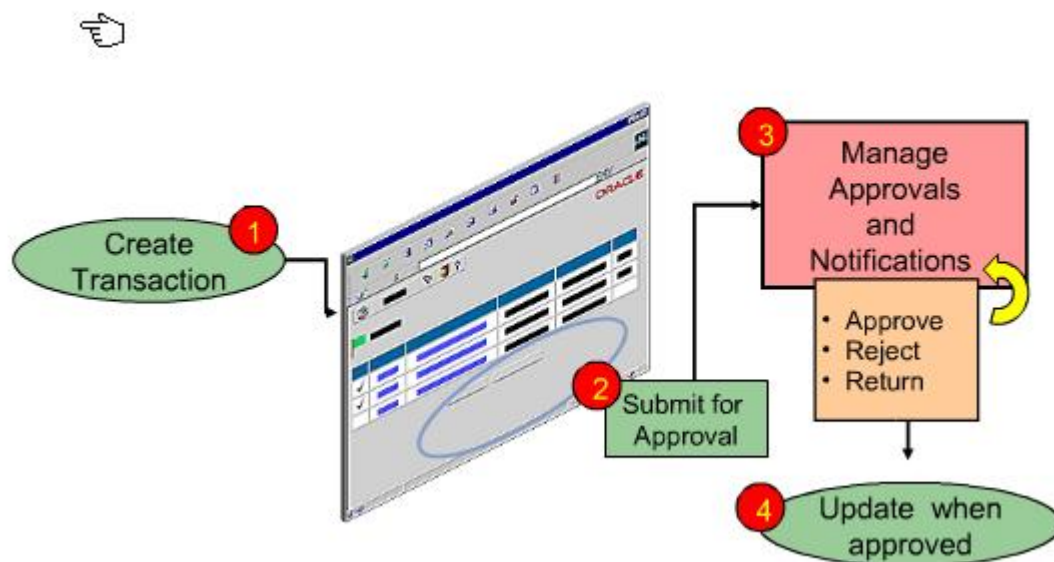 1
Create
Transaction
ORACLE
2
Submit for
Approval
3
Manage
Approvals
and
Notifications
• Approve
• Reject
• Return
4
Update when
approved